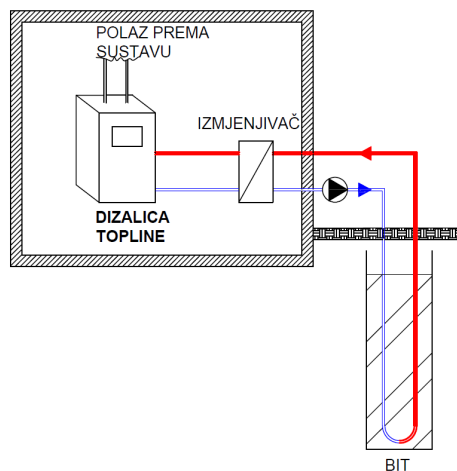 POLAZ PREMA
SUSTAVU
IZMJENJIVAČ
DIZALICA
TOPLINE
BIT